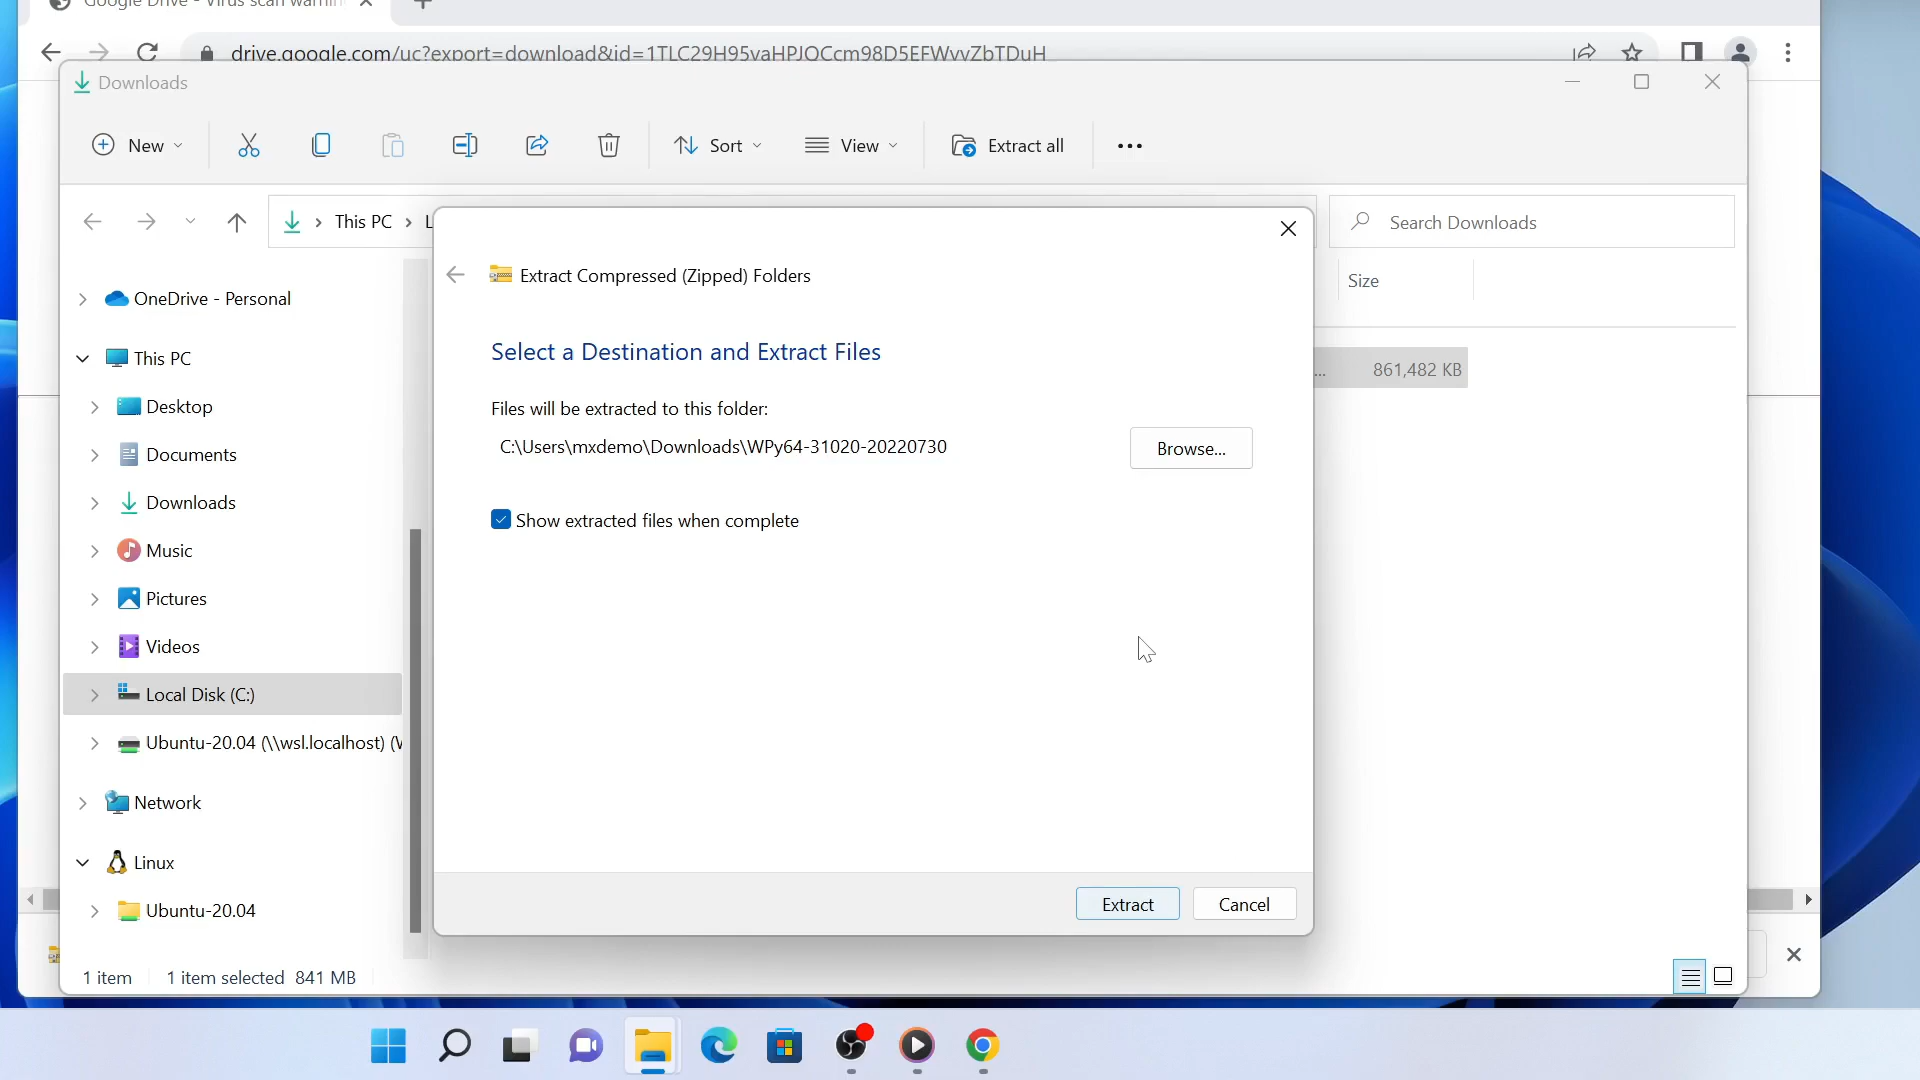 Google Drive - Virus scan warnin
drive.google.com/uc?export=download&id=1TLC29H95vaHPJOCcm98D5EFWvvZbTDuH
Downloads
New
Sort
View
Extract all
This PC
Search Downloads
Extract Compressed (Zipped) Folders
Size
OneDrive - Personal
Select a Destination and Extract Files
This PC
... 861,482 KB
Desktop
Files will be extracted to this folder:
C:\Users\mxdemo\Downloads\WPy64-31020-20220730
Browse...
Documents
Downloads
Show extracted files when complete
Music
Pictures
Videos
Local Disk (C:)
Ubuntu-20.04 (\\wsl.localhost) (
Network
Linux
Extract
Cancel
Ubuntu-20.04
1 item 1 item selected 841 MB